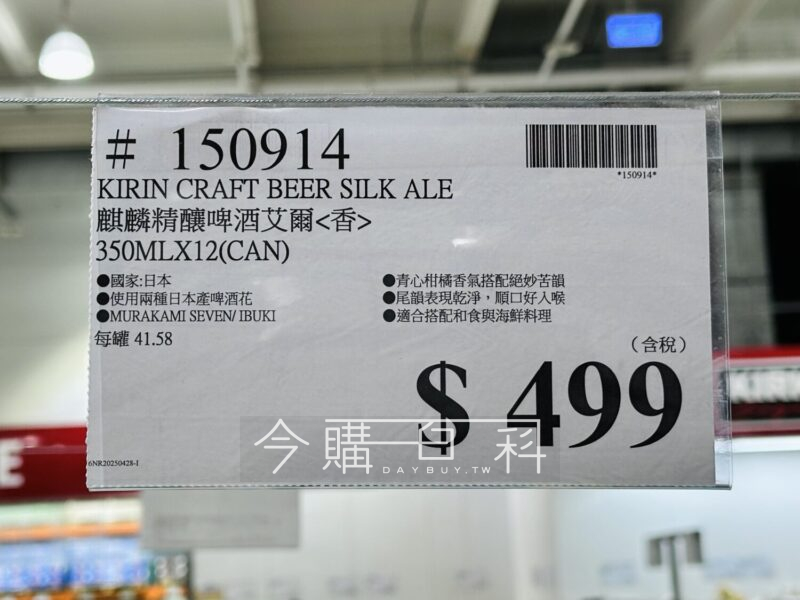 # 150914
*150914*
KIRIN CRAFT BEER SILK ALE
麒麟精釀啤酒艾爾<香>
350MLX12(CAN)
●國家:日本
●使用兩種日本產啤酒花
●MURAKAMI SEVEN/ IBUKI
●青心柑橘香氣搭配絕妙苦韻
●尾韻表現乾淨，順口好入喉
●適合搭配和食與海鮮料理
每罐 41.58
（含稅）
$ 499
今購百科
DAYBUY.TW
6NR20250428-I